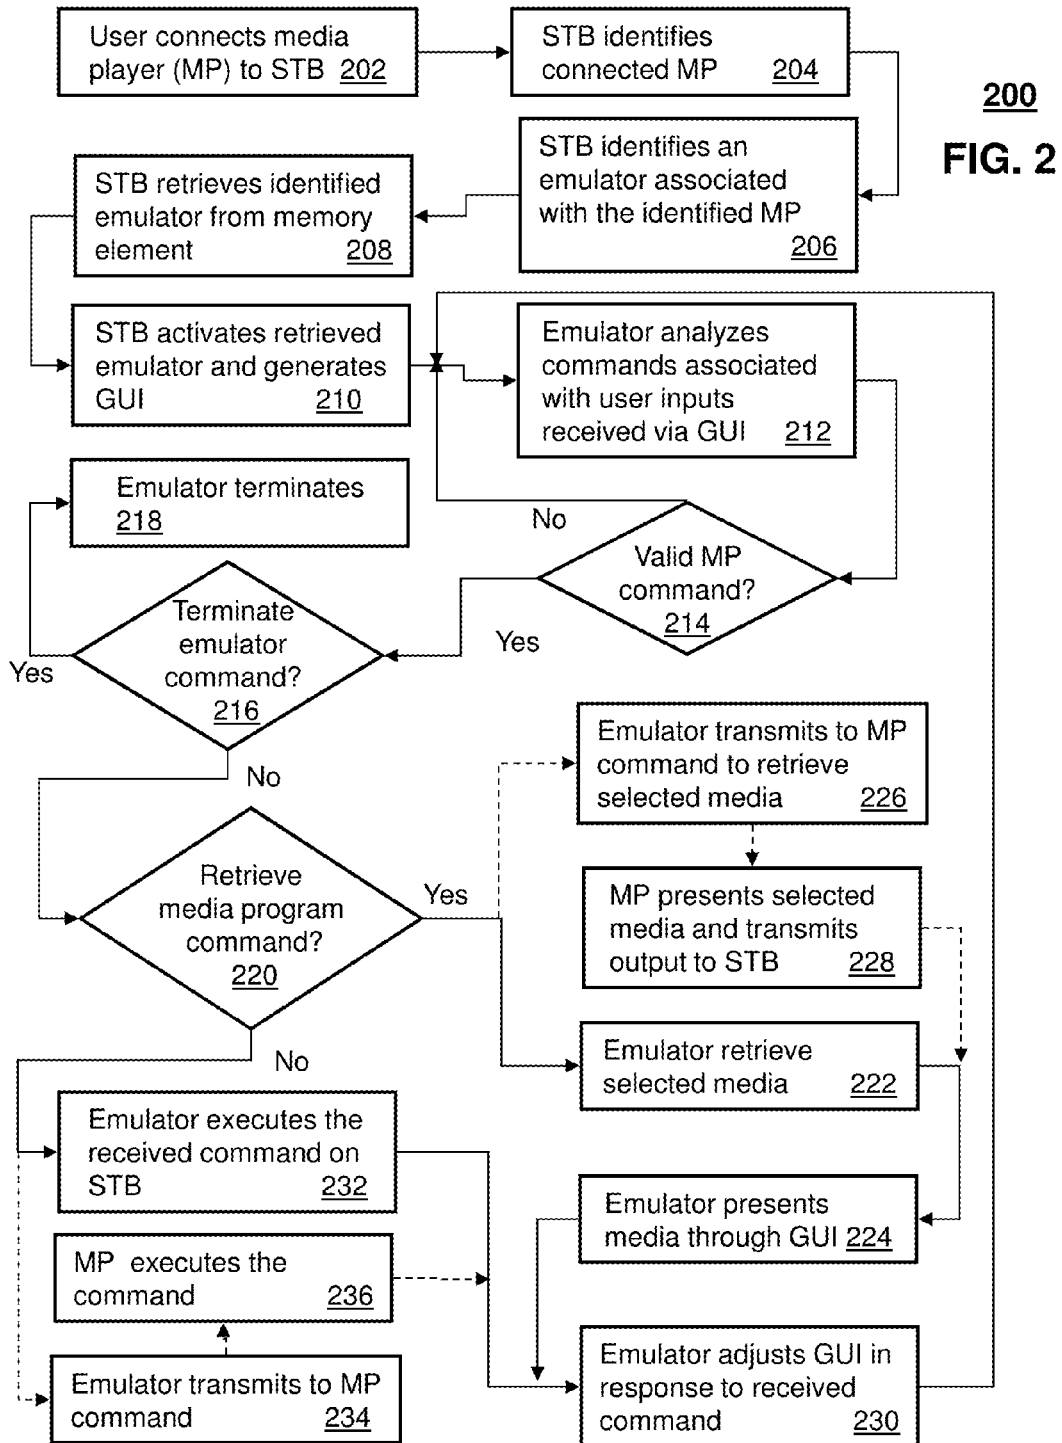 User connects media
player (MP) to STB 202
STB identifies
connected MP 204
200
FIG. 2
STB identifies an
emulator associated
with the identified MP
206
STB retrieves identified
emulator from memory
element 208
STB activates retrieved
emulator and generates
GUI 210
Emulator analyzes
commands associated
with user inputs
received via GUI 212
Emulator terminates
218
No
Valid MP
command?
214
Yes
Terminate
emulator
command?
216
Yes
No
Emulator transmits to MP
command to retrieve
selected media 226
Retrieve
media program
command?
220
Yes
MP presents selected
media and transmits
output to STB 228
No
Emulator retrieve
selected media 222
Emulator executes the
received command on
STB 232
Emulator presents
media through GUI 224
MP executes the
command 236
Emulator transmits to MP
command 234
Emulator adjusts GUI in
response to received
command 230